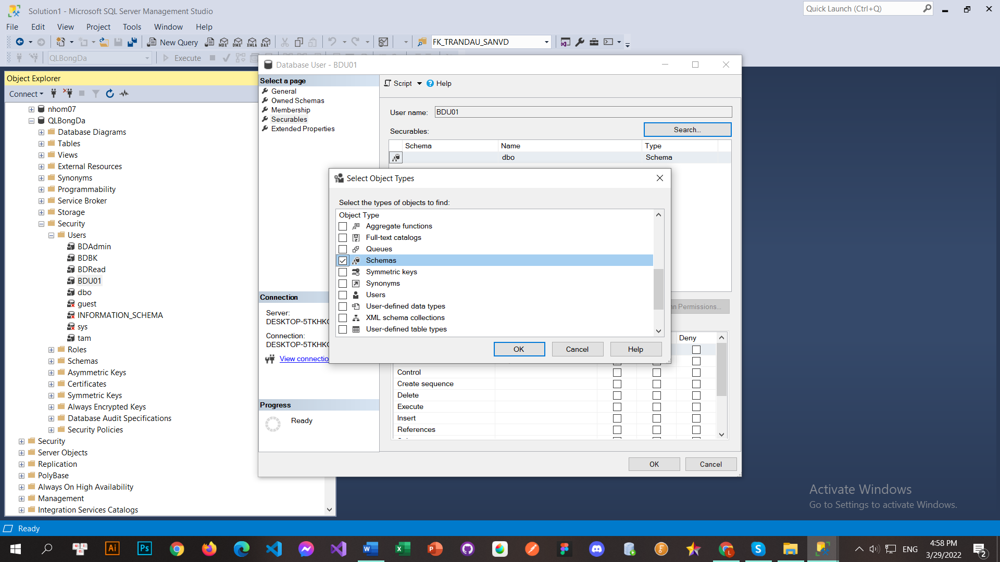 Solution1 - Microsoft SQL Server Management Studio
Quick Launch (Ctrl+Q)
File Edit View Project Tools Window Help
New Query MDX DMX XMLA DAX FK_TRANDAU_SANVD
QLBongDa Execute
Object Explorer
Connect
nhom07
QLBongDa
Database Diagrams
Tables
Views
External Resources
Synonyms
Programmability
Service Broker
Storage
Security
Users
BDAdmin
BDBK
BDRead
BDU01
dbo
guest
INFORMATION_SCHEMA
sys
tam
Roles
Schemas
Asymmetric Keys
Certificates
Symmetric Keys
Always Encrypted Keys
Database Audit Specifications
Security Policies
Security
Server Objects
Replication
PolyBase
Always On High Availability
Management
Integration Services Catalogs
Database User - BDU01
Select a page
General
Owned Schemas
Membership
Securables
Extended Properties
Connection
Server:
DESKTOP-5TKHK
Connection:
DESKTOP-5TKHK
View connectio
Progress
Ready
Script Help
User name: BDU01
Securables: Search...
Schema Name Type
dbo Schema
Select Object Types
Select the types of objects to find:
Object Type
Aggregate functions
Full-text catalogs
Queues
Schemas
Symmetric keys
Synonyms
Users
User-defined data types
XML schema collections
User-defined table types
OK Cancel Help
Permissions...
Deny
Control
Create sequence
Delete
Execute
Insert
References
OK Cancel
Activate Windows
Go to Settings to activate Windows.
Ready
Ai Ps ENG
4:58 PM
3/29/2022
2